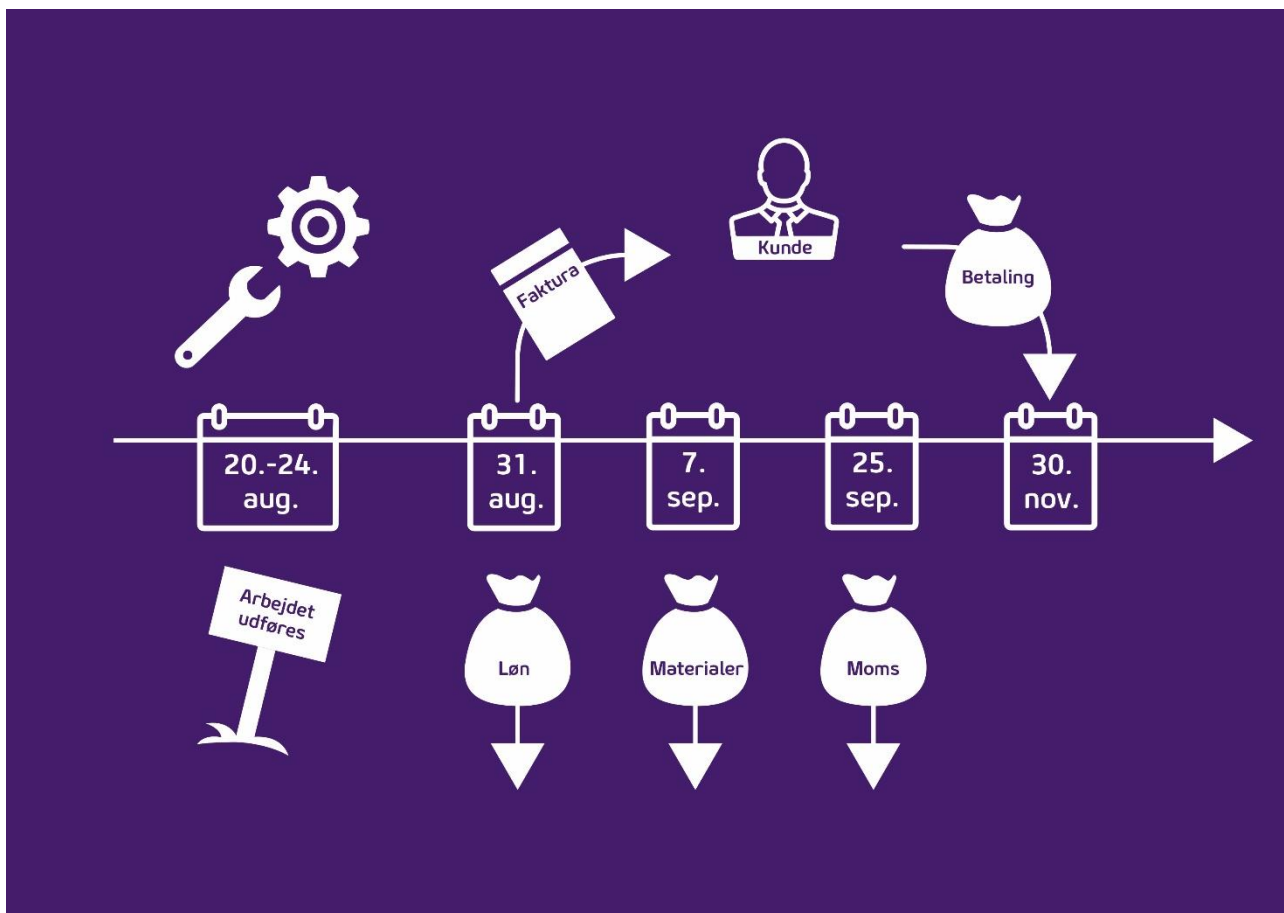 Kunde
Faktura
Betaling
20.-24.
aug.
31.
aug.
7.
sep.
25.
sep.
30.
nov.
Arbejdet
udføres
Løn
Materialer
Moms